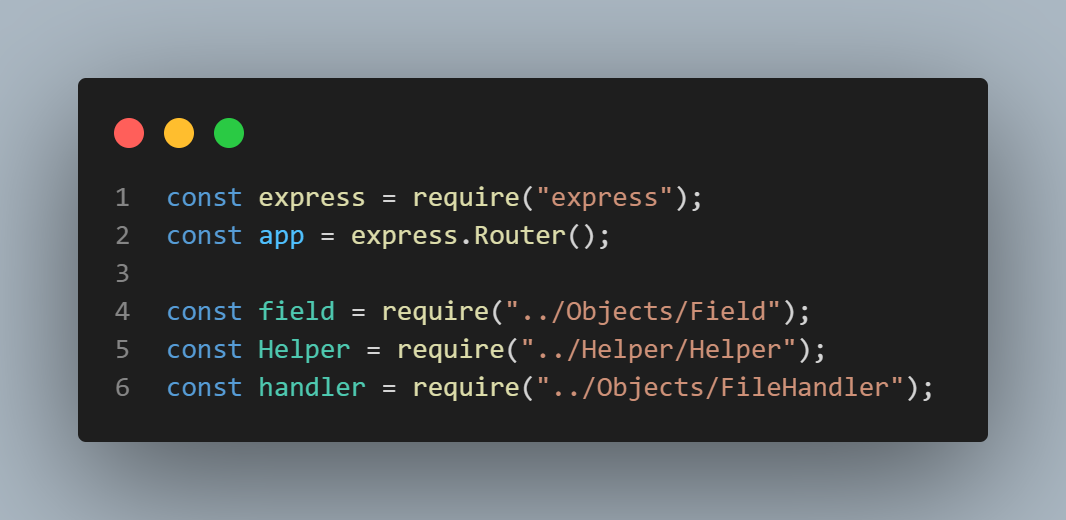 1 const express = require("express");
2 const app = express.Router();
3
4 const field = require("../Objects/Field");
5 const Helper = require("../Helper/Helper");
6 const handler = require("../Objects/FileHandler");